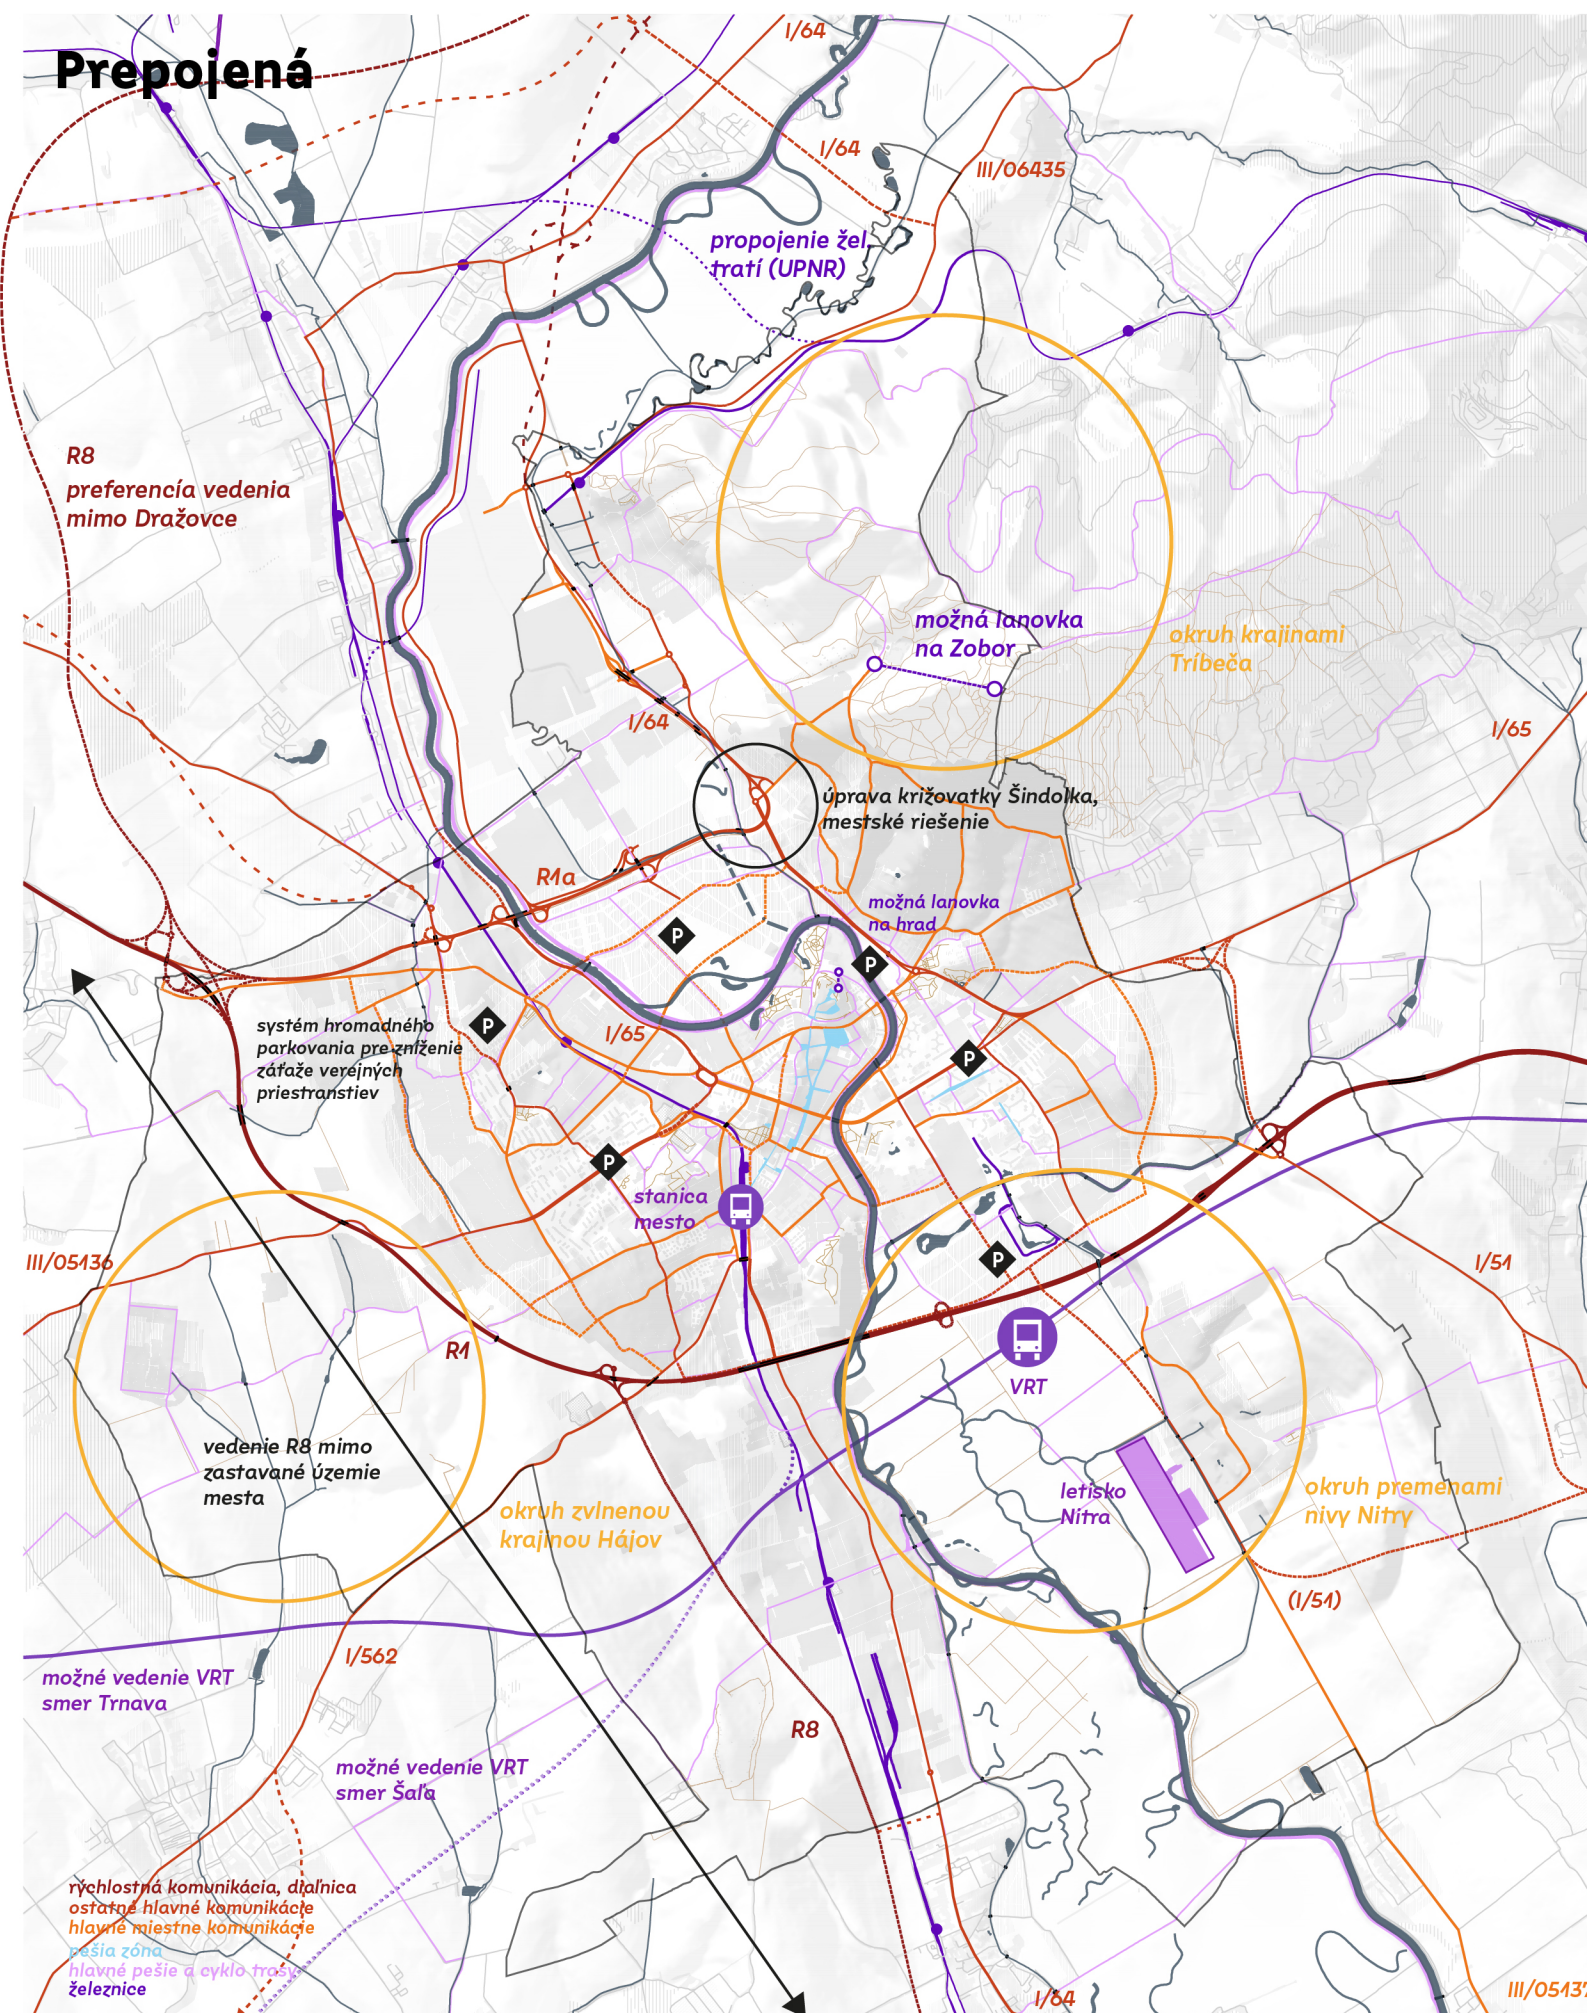 Prepojená
I/64
I/64
III/06435
propojenie žel.
tratí (UPNR)
R8
preferencía vedenia
mimo Dražovce
možná lanovka
na Zobor
okruh krajinami
Tríbeča
I/64
I/65
úprava križovatky Šindolka,
mestské riešenie
R1a
možná lanovka
na hrad
P
P
P
I/65
P
P
P
systém hromadného
parkovania pre zníženie
záťaže verejných
priestranstiev
stanica
mesto
III/05136
I/51
R1
VRT
vedenie R8 mimo
zastavané územie
mesta
okruh zvlnenou
krajinou Hájov
letisko
Nitra
okruh premenami
nivy Nitry
(I/51)
I/562
možné vedenie VRT
smer Trnava
R8
možné vedenie VRT
smer Šaľa
rýchlostná komunikácia, diaľnica
ostatné hlavné komunikácie
hlavné miestne komunikácie
pešia zóna
hlavné pešie a cyklo trasy
železnice
I/64
III/05137